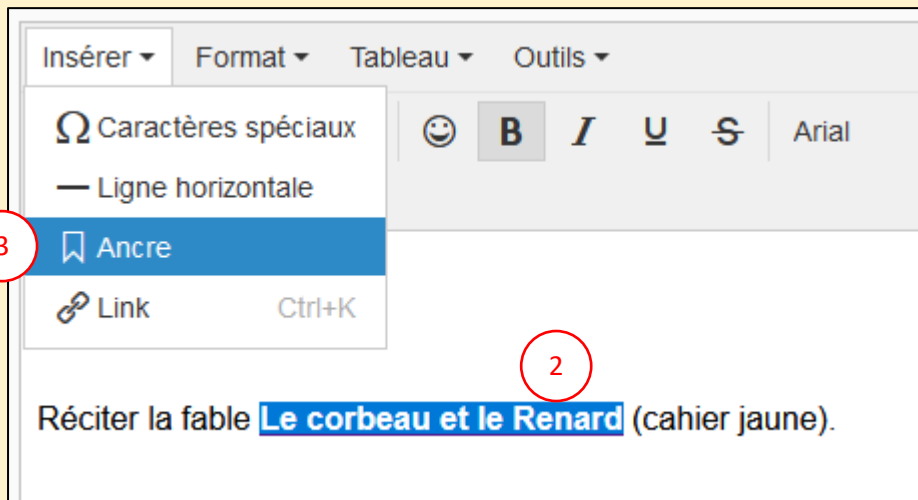 Insérer Format Tableau Outils
Ω Caractères spéciaux B I U S Arial
Ligne horizontale
3 Ancre
Link Ctrl+K
2
Réciter la fable Le corbeau et le Renard (cahier jaune).